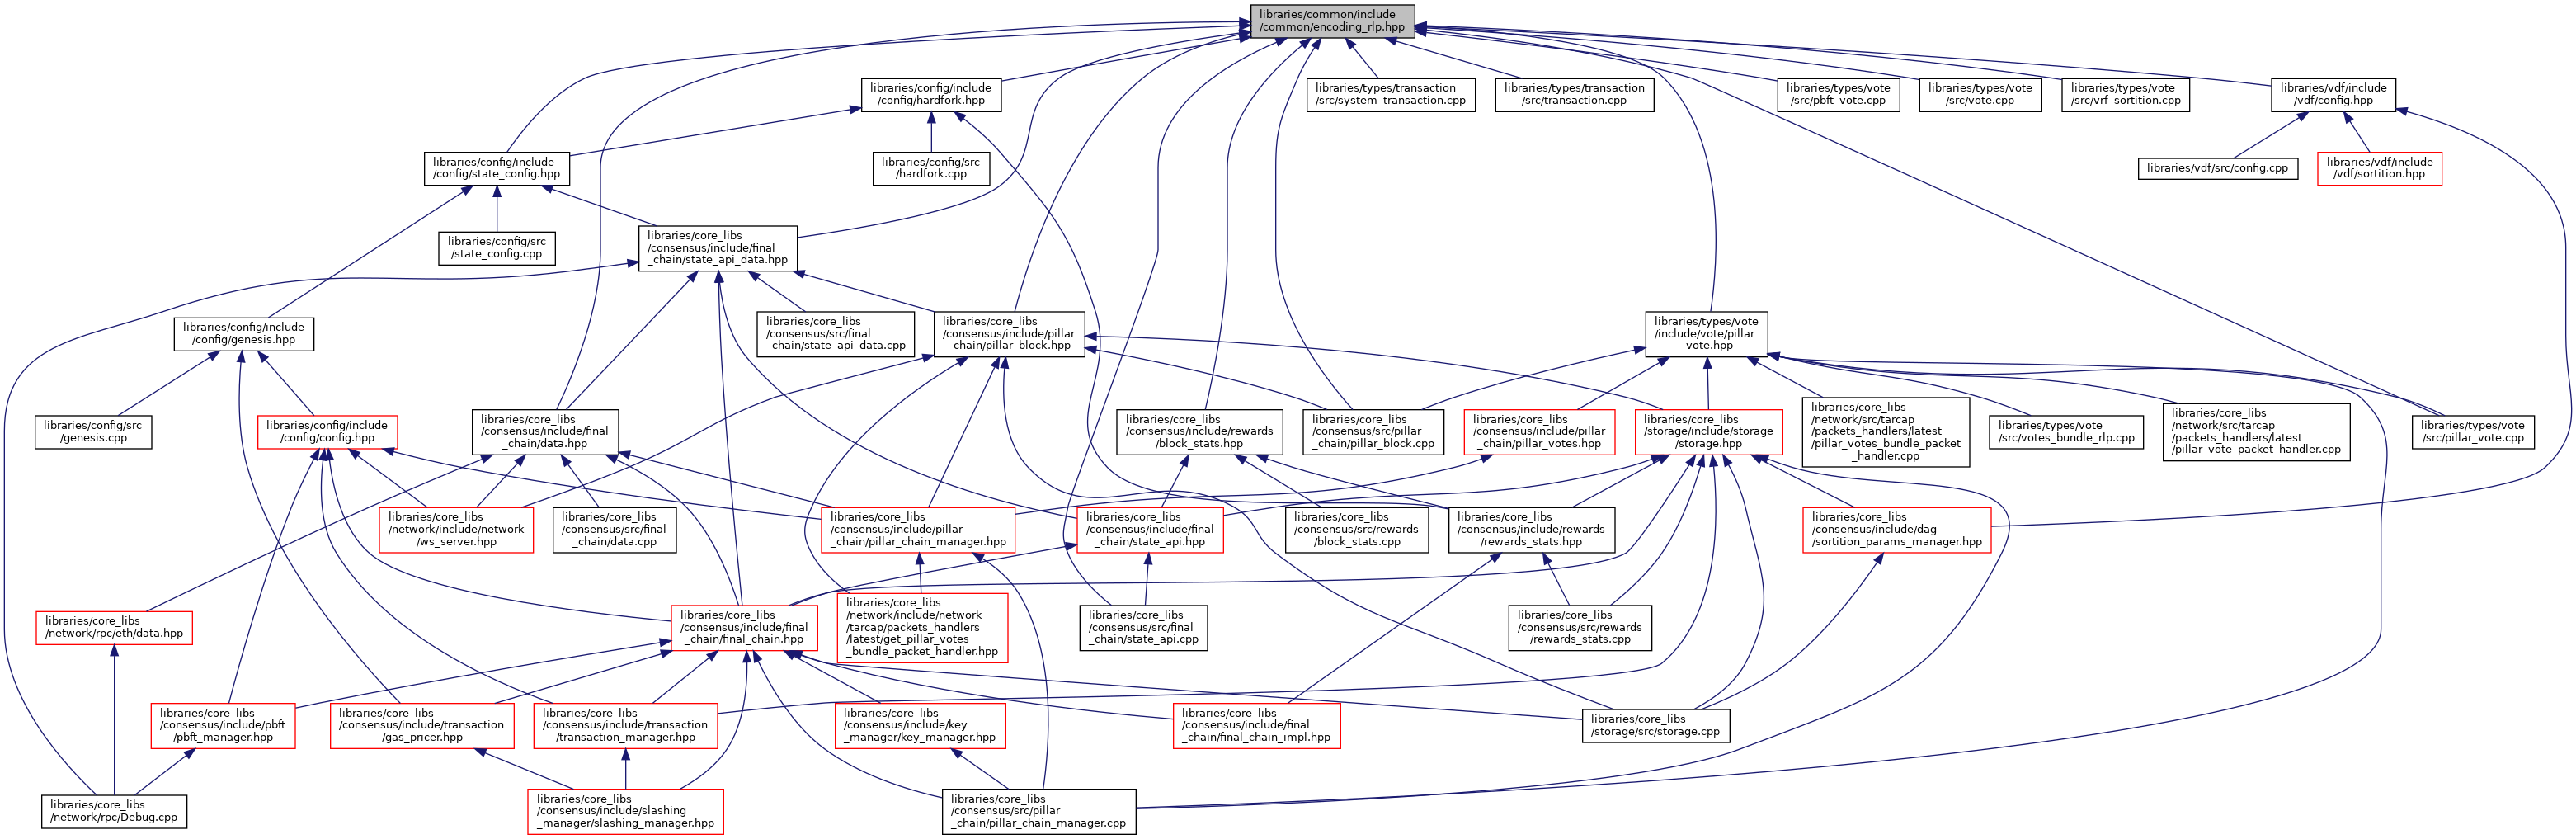 libraries/common/include
/common/encoding_rlp.hpp
libraries/config/include
/config/hardfork.hpp
libraries/types/transaction
/src/system_transaction.cpp
libraries/types/transaction
/src/transaction.cpp
libraries/types/vote
/src/pbft_vote.cpp
libraries/types/vote
/src/vote.cpp
libraries/types/vote
/src/vrf_sortition.cpp
libraries/vdf/include
/vdf/config.hpp
libraries/config/include
/config/state_config.hpp
libraries/config/src
/hardfork.cpp
libraries/vdf/src/config.cpp
libraries/vdf/include
/vdf/sortition.hpp
libraries/config/src
/state_config.cpp
libraries/core_libs
/consensus/include/final
_chain/state_api_data.hpp
libraries/config/include
/config/genesis.hpp
libraries/core_libs
/consensus/src/final
_chain/state_api_data.cpp
libraries/core_libs
/consensus/include/pillar
_chain/pillar_block.hpp
libraries/types/vote
/include/vote/pillar
_vote.hpp
libraries/config/src
/genesis.cpp
libraries/config/include
/config/config.hpp
libraries/core_libs
/consensus/include/final
_chain/data.hpp
libraries/core_libs
/consensus/include/rewards
/block_stats.hpp
libraries/core_libs
/consensus/src/pillar
_chain/pillar_block.cpp
libraries/core_libs
/consensus/include/pillar
_chain/pillar_votes.hpp
libraries/core_libs
/storage/include/storage
/storage.hpp
libraries/core_libs
/network/src/tarcap
/packets_handlers/latest
/pillar_votes_bundle_packet
_handler.cpp
libraries/types/vote
/src/votes_bundle_rlp.cpp
libraries/core_libs
/network/src/tarcap
/packets_handlers/latest
/pillar_vote_packet_handler.cpp
libraries/types/vote
/src/pillar_vote.cpp
libraries/core_libs
/network/include/network
/ws_server.hpp
libraries/core_libs
/consensus/src/final
_chain/data.cpp
libraries/core_libs
/consensus/include/pillar
_chain/pillar_chain_manager.hpp
libraries/core_libs
/consensus/include/final
_chain/state_api.hpp
libraries/core_libs
/consensus/src/rewards
/block_stats.cpp
libraries/core_libs
/consensus/include/rewards
/rewards_stats.hpp
libraries/core_libs
/consensus/include/dag
/sortition_params_manager.hpp
libraries/core_libs
/network/rpc/eth/data.hpp
libraries/core_libs
/consensus/include/final
_chain/final_chain.hpp
libraries/core_libs
/network/include/network
/tarcap/packets_handlers
/latest/get_pillar_votes
_bundle_packet_handler.hpp
libraries/core_libs
/consensus/src/final
_chain/state_api.cpp
libraries/core_libs
/consensus/src/rewards
/rewards_stats.cpp
libraries/core_libs
/consensus/include/pbft
/pbft_manager.hpp
libraries/core_libs
/consensus/include/transaction
/gas_pricer.hpp
libraries/core_libs
/consensus/include/transaction
/transaction_manager.hpp
libraries/core_libs
/consensus/include/key
_manager/key_manager.hpp
libraries/core_libs
/consensus/include/final
_chain/final_chain_impl.hpp
libraries/core_libs
/storage/src/storage.cpp
libraries/core_libs
/network/rpc/Debug.cpp
libraries/core_libs
/consensus/include/slashing
_manager/slashing_manager.hpp
libraries/core_libs
/consensus/src/pillar
_chain/pillar_chain_manager.cpp